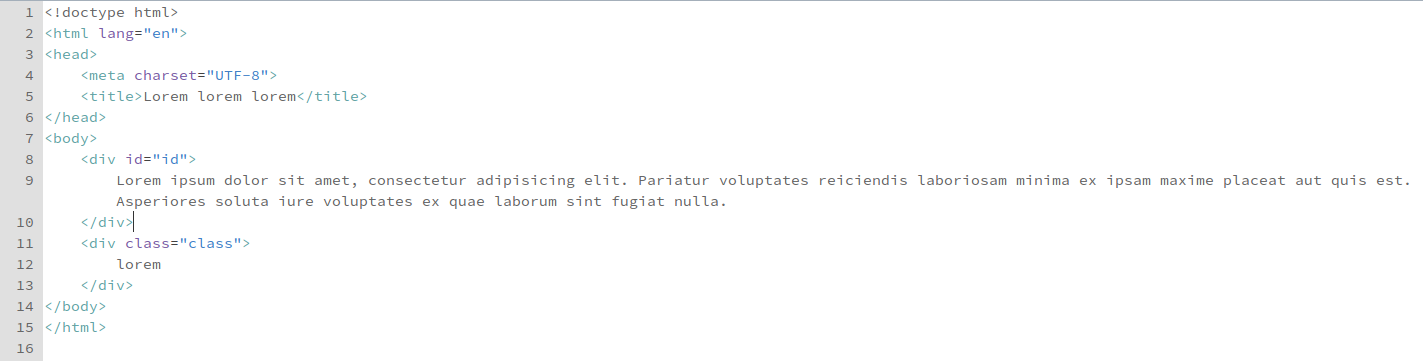 1 <!doctype html>
2 <html lang="en">
3 <head>
4     <meta charset="UTF-8">
5     <title>Lorem lorem lorem</title>
6 </head>
7 <body>
8     <div id="id">
9         Lorem ipsum dolor sit amet, consectetur adipisicing elit. Pariatur voluptates reiciendis laboriosam minima ex ipsam maxime placeat aut quis est.
        Asperiores soluta iure voluptates ex quae laborum sint fugiat nulla.
10     </div>
11     <div class="class">
12         lorem
13     </div>
14 </body>
15 </html>
16